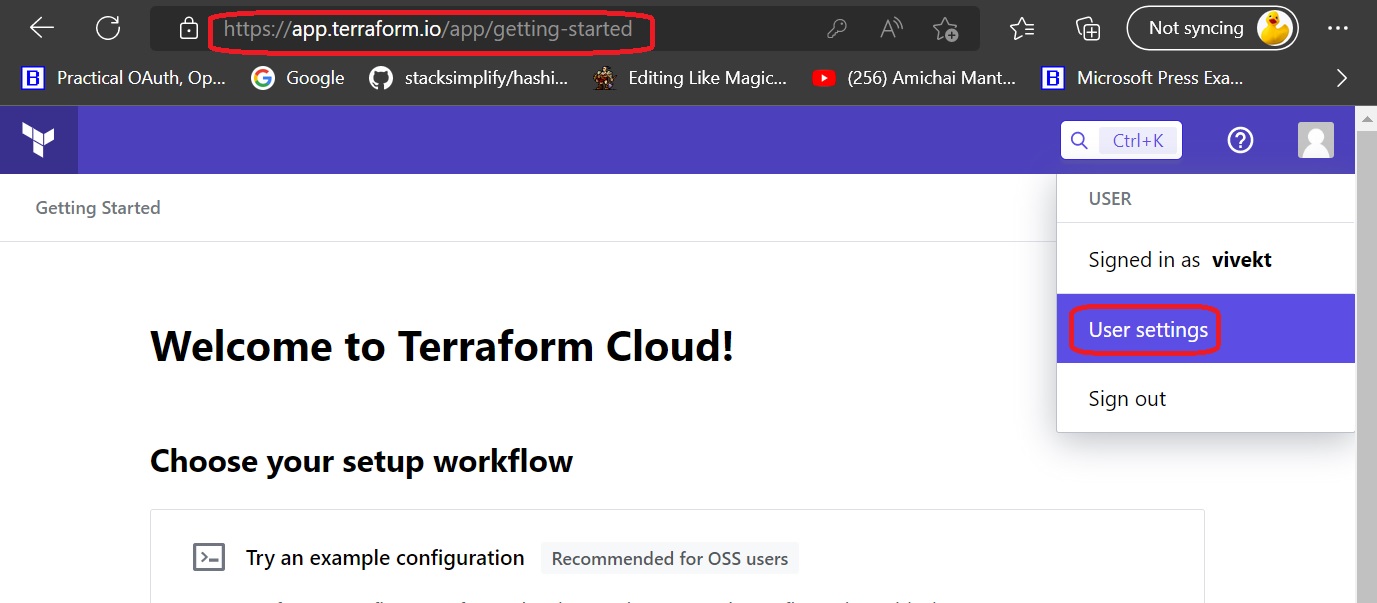 https://app.terraform.io/app/getting-started
Not syncing
B Practical OAuth, Op...
Google
stacksimplify/hashi...
Editing Like Magic...
(256) Amichai Mant...
B Microsoft Press Exa...
Ctrl+K
Getting Started
USER
Signed in as vivekt
User settings
Sign out
Welcome to Terraform Cloud!
Choose your setup workflow
Try an example configuration Recommended for OSS users